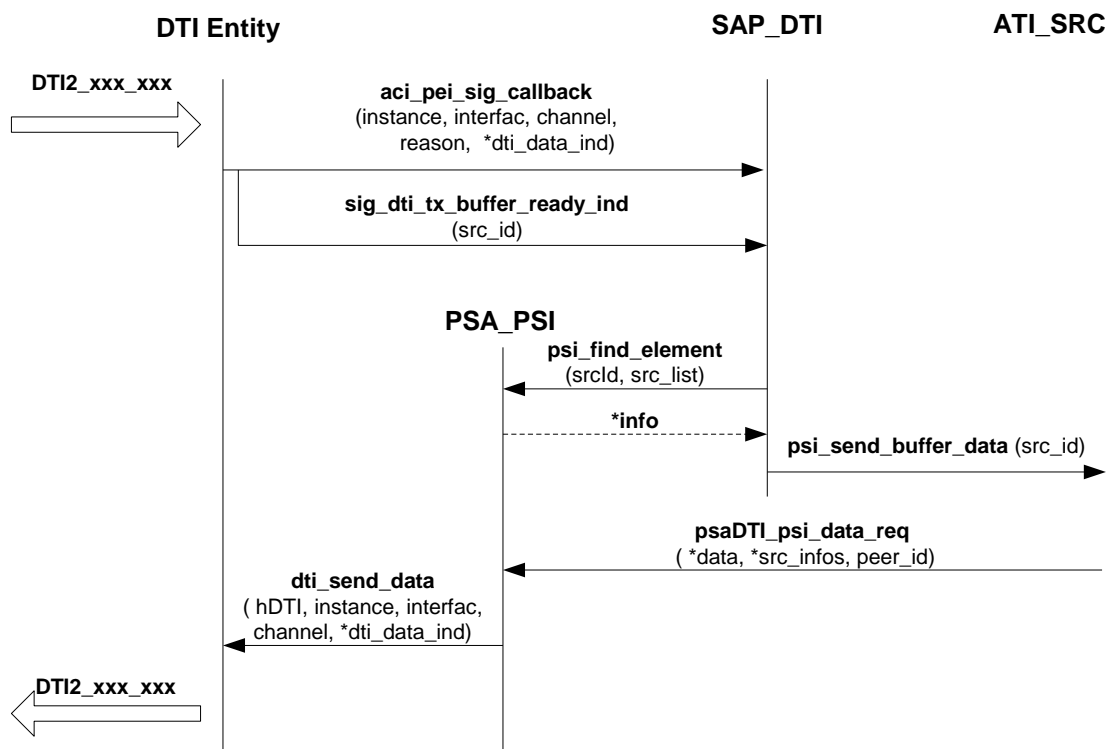 DTI Entity
SAP_DTI
ATI_SRC
DTI2_xxx_xxx
aci_pei_sig_callback
(instance, interfac, channel,
reason, *dti_data_ind)
sig_dti_tx_buffer_ready_ind
(src_id)
PSA_PSI
psi_find_element
(srcId, src_list)
*info
psi_send_buffer_data (src_id)
psaDTI_psi_data_req
( *data, *src_infos, peer_id)
dti_send_data
( hDTI, instance, interfac,
channel, *dti_data_ind)
DTI2_xxx_xxx